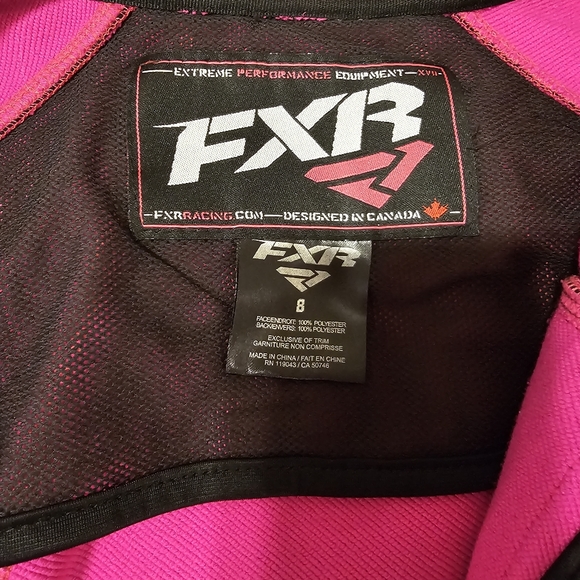 EXTREME PERFORMANCE EQUIPMENT XVII
FXR
FXRRACING.COM — DESIGNED IN CANADA
FXR
8
FACE/ENDROIT: 100% POLYESTER
BACK/ENVERS: 100% POLYESTER
EXCLUSIVE OF TRIM
GARNITURE NON COMPRISE
MADE IN CHINA / FAIT EN CHINE
RN 119043 / CA 50746